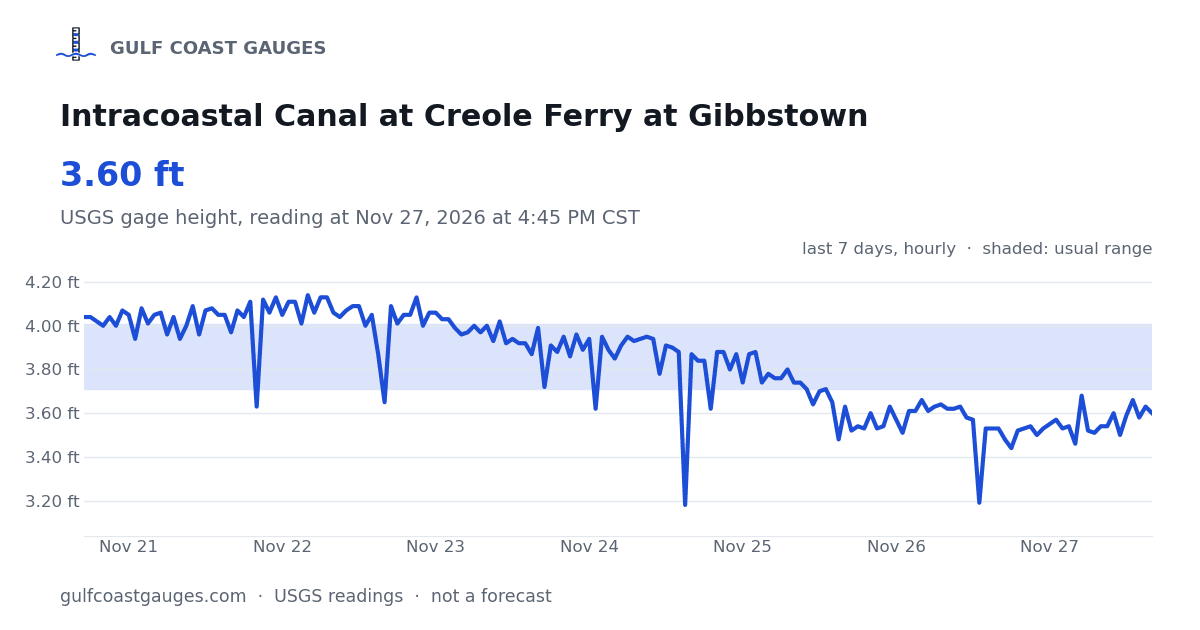 GULF COAST GAUGES
Intracoastal Canal at Creole Ferry at Gibbstown
3.60 ft
USGS gage height, reading at Nov 27, 2026 at 4:45 PM CST
last 7 days, hourly · shaded: usual range
4.20 ft
4.00 ft
3.80 ft
3.60 ft
3.40 ft
3.20 ft
Nov 21 Nov 22 Nov 23 Nov 24 Nov 25 Nov 26 Nov 27
gulfcoastgauges.com · USGS readings · not a forecast